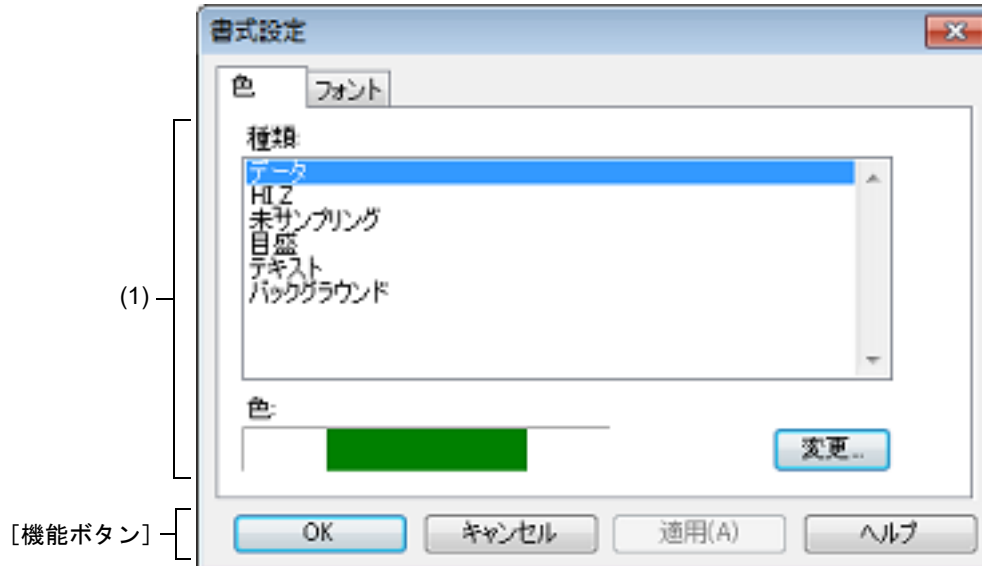 書式設定
色 フォント
種類:
データ
HI Z
未サンプリング
目盛
テキスト
バックグラウンド
(1)
色:
変更...
[機能ボタン]
OK キャンセル 適用(A) ヘルプ